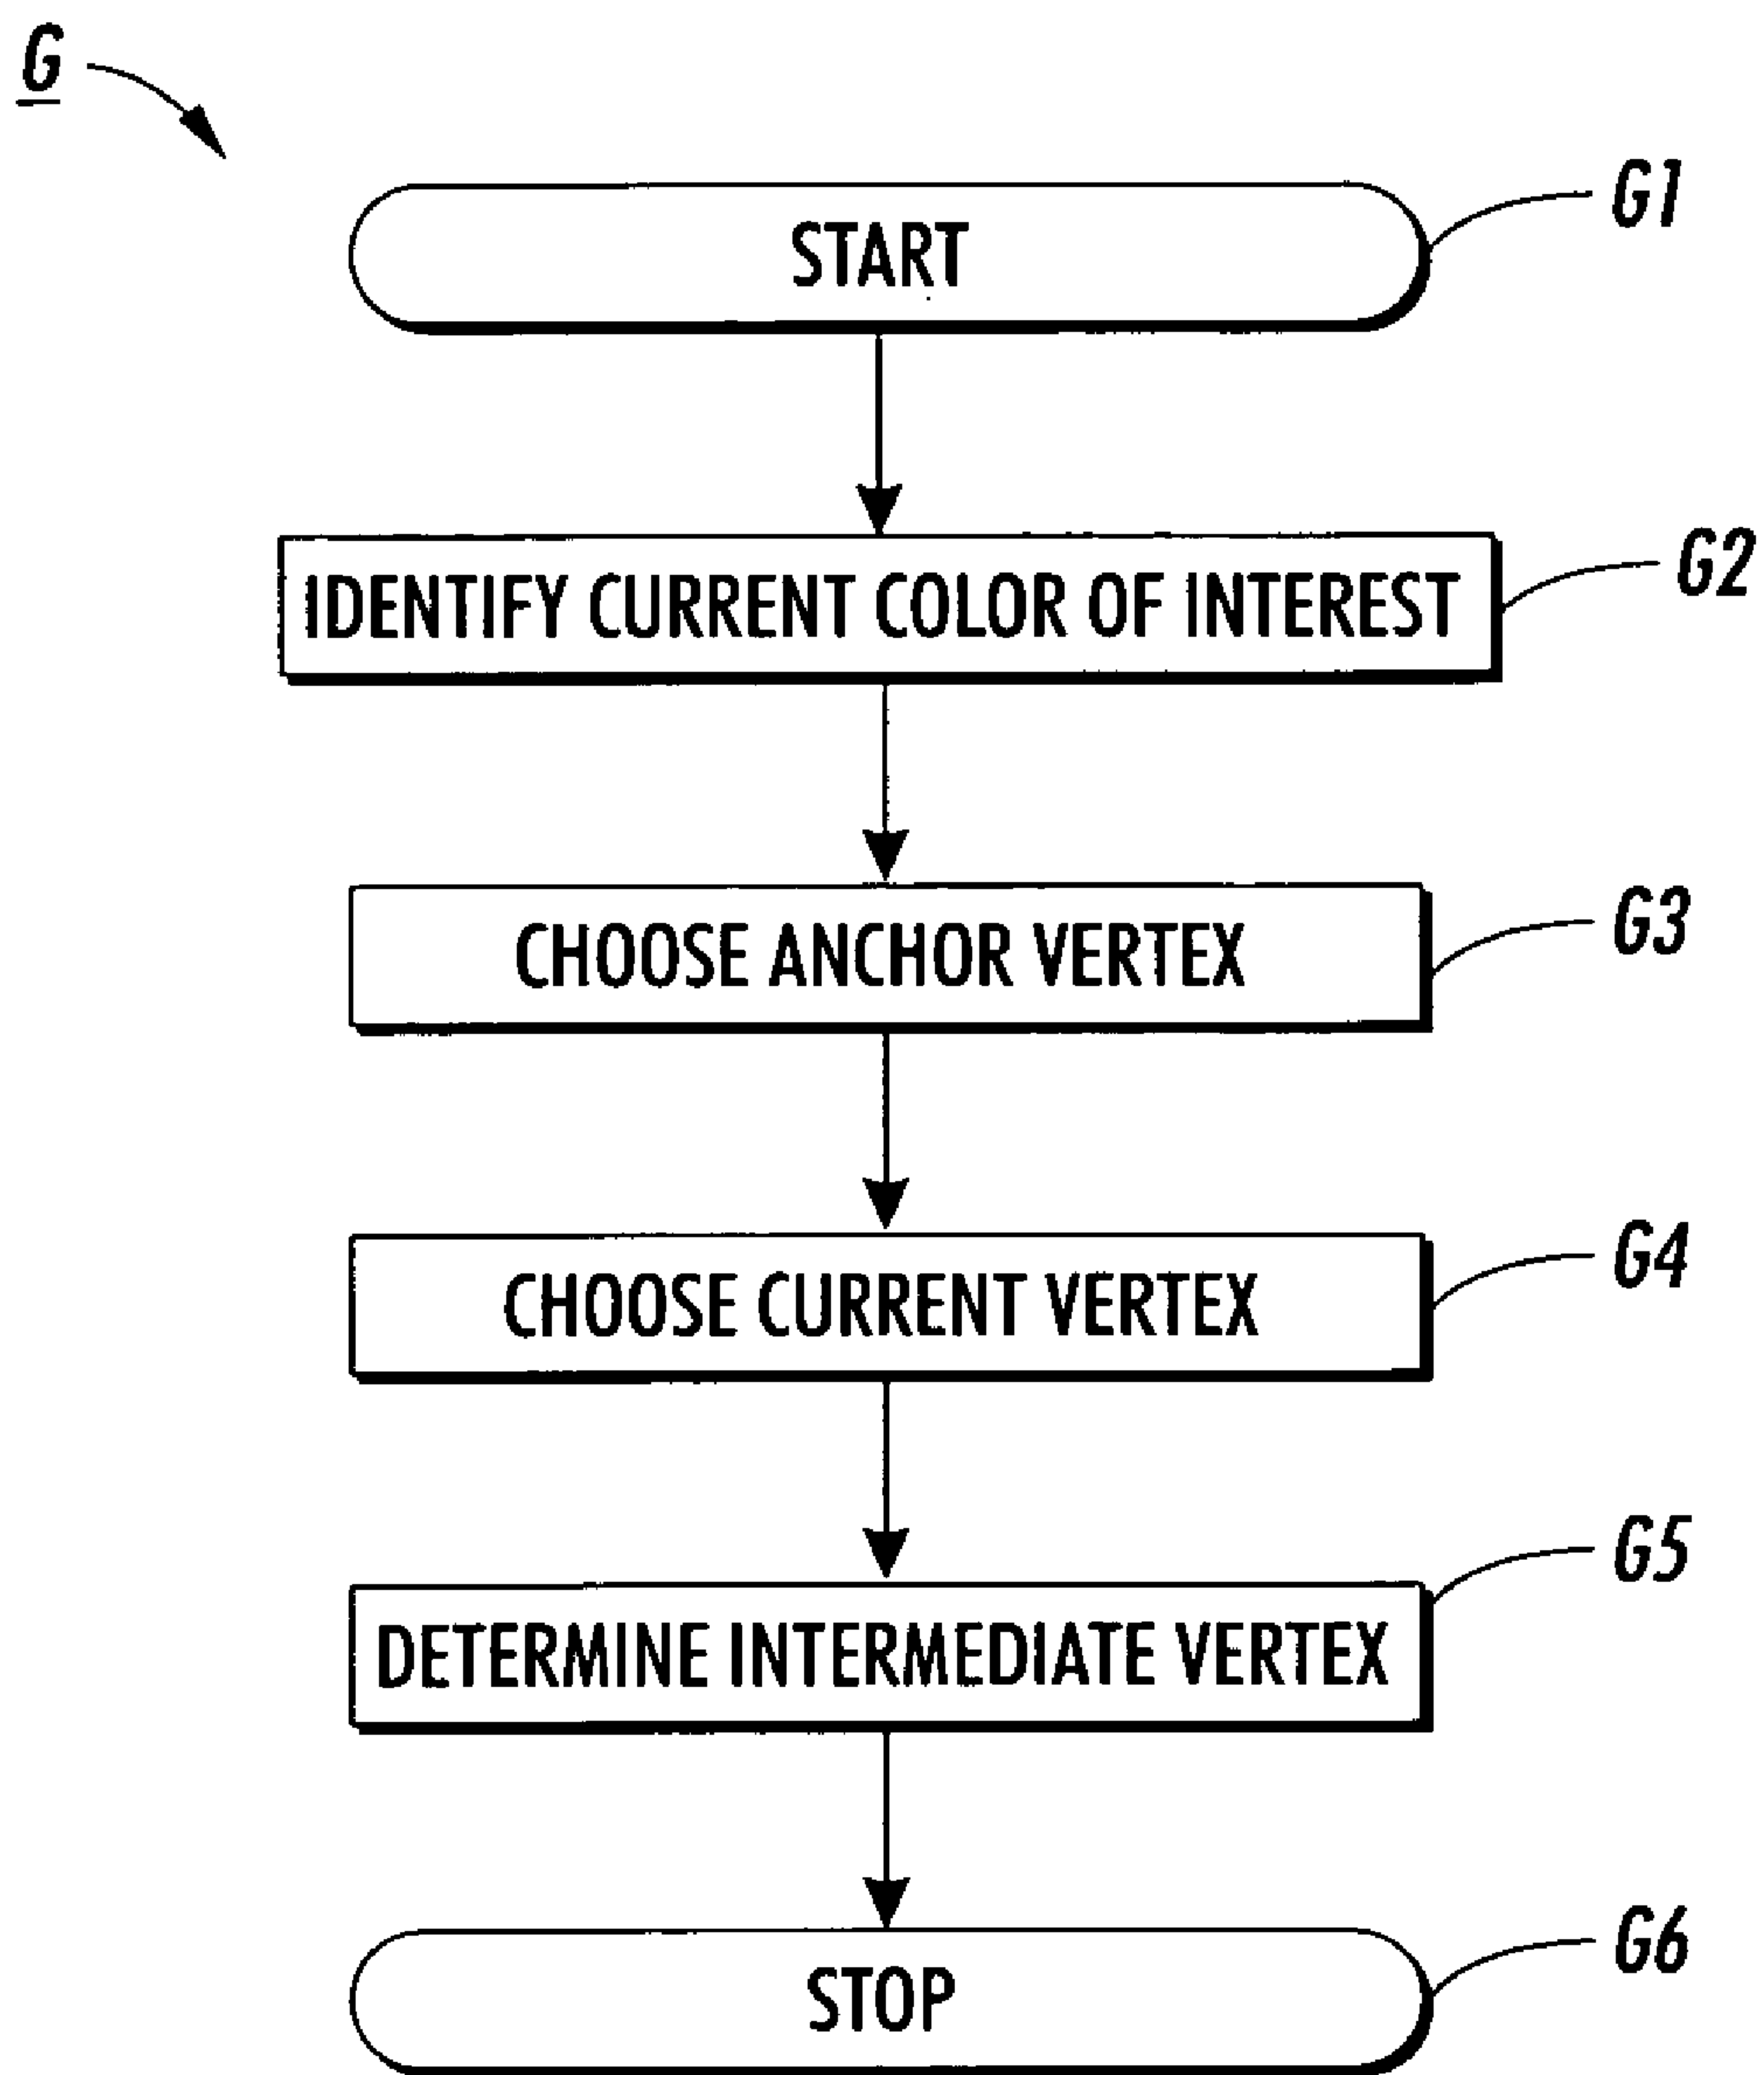 G
START
G1
IDENTIFY CURRENT COLOR OF INTEREST
G2
CHOOSE ANCHOR VERTEX
G3
CHOOSE CURRENT VERTEX
G4
DETERMINE INTERMEDIATE VERTEX
G5
STOP
G6